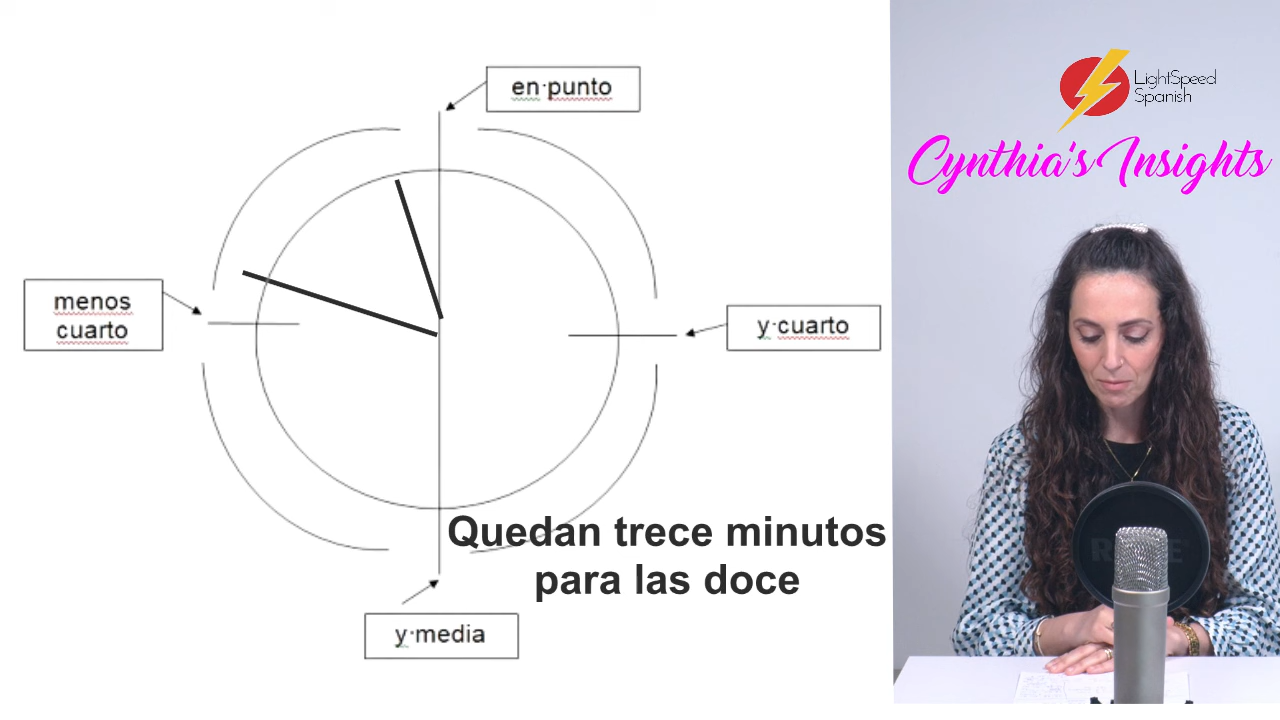 en·punto
menos
cuarto
y·cuarto
Quedan trece minutos
para las doce
y·media
LightSpeed
Spanish
Cynthia's Insights